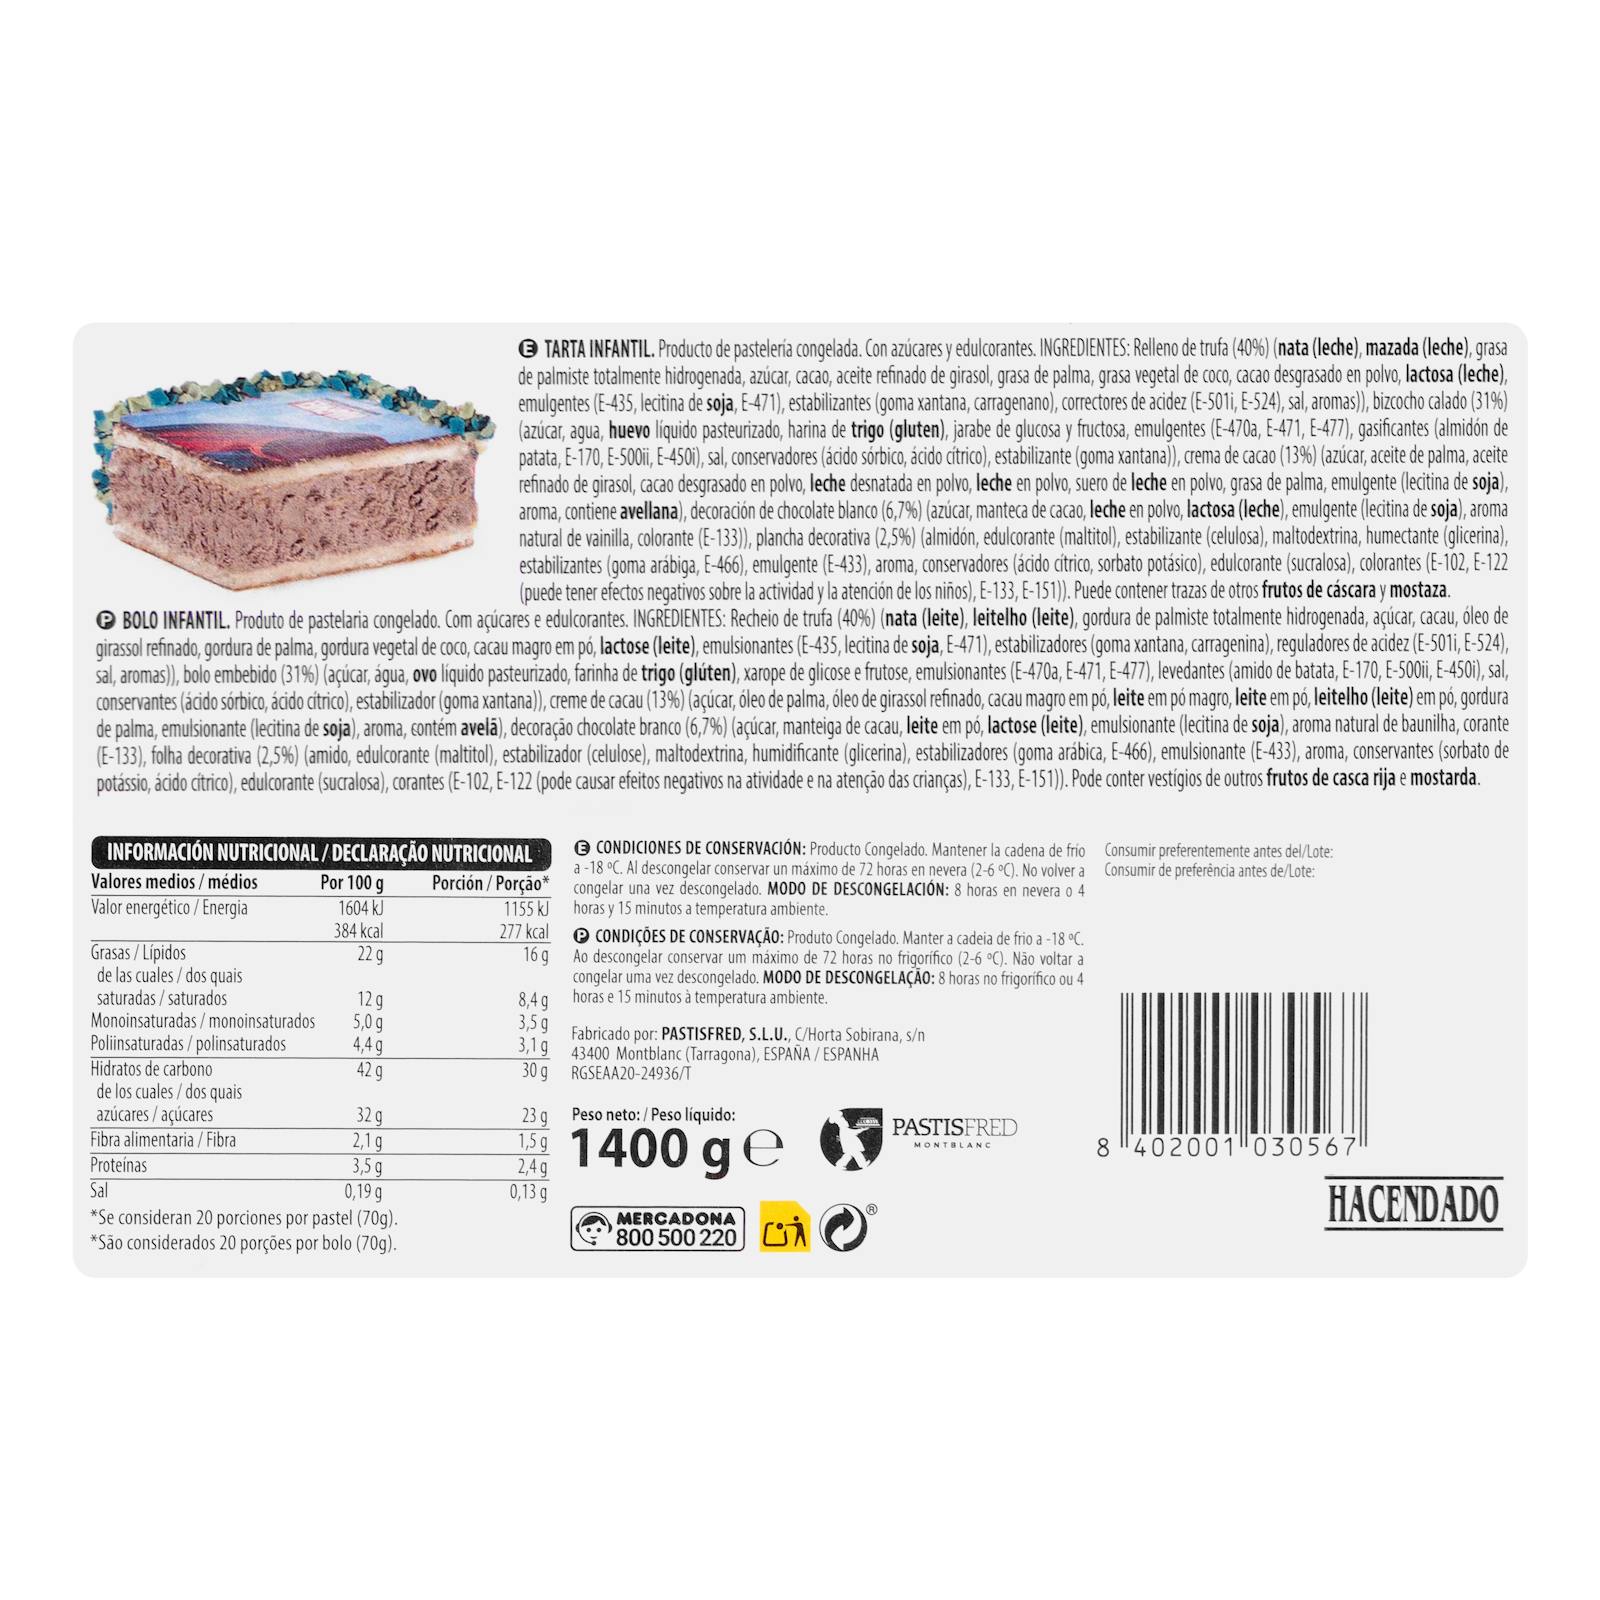 E TARTA INFANTIL. Producto de pastelería congelada. Con azúcares y edulcorantes. INGREDIENTES: Relleno de trufa (40%) (nata (leche), mazada (leche), grasa
de palmiste totalmente hidrogenada, azúcar, cacao, aceite refinado de girasol, grasa de palma, grasa vegetal de coco, cacao desgrasado en polvo, lactosa (leche),
emulgentes (E-435, lecitina de soja, E-471), estabilizantes (goma xantana, carragenano), correctores de acidez (E-501i, E-524), sal, aromas)), bizcocho calado (31%)
(azúcar, agua, huevo líquido pasteurizado, harina de trigo (gluten), jarabe de glucosa y fructosa, emulgentes (E-470a, E-471, E-477), gasificantes (almidón de
patata, E-170, E-500ii, E-450i), sal, conservadores (ácido sórbico, ácido cítrico), estabilizante (goma xantana)), crema de cacao (13%) (azúcar, aceite de palma, aceite
refinado de girasol, cacao desgrasado en polvo, leche desnatada en polvo, leche en polvo, suero de leche en polvo, grasa de palma, emulgente (lecitina de soja),
aroma, contiene avellana), decoración de chocolate blanco (6,7%) (azúcar, manteca de cacao, leche en polvo, lactosa (leche), emulgente (lecitina de soja), aroma
natural de vainilla, colorante (E-133)), plancha decorativa (2,5%) (almidón, edulcorante (maltitol), estabilizante (celulosa), maltodextrina, humectante (glicerina),
estabilizantes (goma arábiga, E-466), emulgente (E-433), aroma, conservadores (ácido cítrico, sorbato potásico), edulcorante (sucralosa), colorantes (E-102, E-122
(puede tener efectos negativos sobre la actividad y la atención de los niños), E-133, E-151)). Puede contener trazas de otros frutos de cáscara y mostaza.
P BOLO INFANTIL. Produto de pastelaria congelado. Com açúcares e edulcorantes. INGREDIENTES: Recheio de trufa (40%) (nata (leite), leitelho (leite), gordura de palmiste totalmente hidrogenada, açúcar, cacau, óleo de
girassol refinado, gordura de palma, gordura vegetal de coco, cacau magro em pó, lactose (leite), emulsionantes (E-435, lecitina de soja, E-471), estabilizadores (goma xantana, carragenina), reguladores de acidez (E-501i, E-524),
sal, aromas)), bolo embebido (31%) (açúcar, água, ovo líquido pasteurizado, farinha de trigo (glúten), xarope de glicose e frutose, emulsionantes (E-470a, E-471, E-477), levedantes (amido de batata, E-170, E-500ii, E-450i), sal,
conservantes (ácido sórbico, ácido cítrico), estabilizador (goma xantana)), creme de cacau (13%) (açúcar, óleo de palma, óleo de girassol refinado, cacau magro em pó, leite em pó magro, leite em pó, leitelho (leite) em pó, gordura
de palma, emulsionante (lecitina de soja), aroma, contém avelã), decoração chocolate branco (6,7%) (açúcar, manteiga de cacau, leite em pó, lactose (leite), emulsionante (lecitina de soja), aroma natural de baunilha, corante
(E-133), folha decorativa (2,5%) (amido, edulcorante (maltitol), estabilizador (celulose), maltodextrina, humidificante (glicerina), estabilizadores (goma arábica, E-466), emulsionante (E-433), aroma, conservantes (sorbato de
potássio, ácido cítrico), edulcorante (sucralosa), corantes (E-102, E-122 (pode causar efeitos negativos na atividade e na atenção das crianças), E-133, E-151)). Pode conter vestígios de outros frutos de casca rija e mostarda.
INFORMACIÓN NUTRICIONAL / DECLARAÇÃO NUTRICIONAL
Valores medios / médios Por 100 g Porción / Porção*
Valor energético / Energia 1604 kJ 1155 kJ
384 kcal 277 kcal
Grasas / Lípidos 22 g 16 g
de las cuales / dos quais
saturadas / saturados 12 g 8,4 g
Monoinsaturadas / monoinsaturados 5,0 g 3,5 g
Poliinsaturadas / polinsaturados 4,4 g 3,1 g
Hidratos de carbono 42 g 30 g
de los cuales / dos quais
azúcares / açúcares 32 g 23 g
Fibra alimentaria / Fibra 2,1 g 1,5 g
Proteínas 3,5 g 2,4 g
Sal 0,19 g 0,13 g
*Se consideran 20 porciones por pastel (70g).
*São considerados 20 porções por bolo (70g).
E CONDICIONES DE CONSERVACIÓN: Producto Congelado. Mantener la cadena de frío
a -18 ºC. Al descongelar conservar un máximo de 72 horas en nevera (2-6 ºC). No volver a
congelar una vez descongelado. MODO DE DESCONGELACIÓN: 8 horas en nevera o 4
horas y 15 minutos a temperatura ambiente.
P CONDIÇÕES DE CONSERVAÇÃO: Produto Congelado. Manter a cadeia de frio a -18 ºC.
Ao descongelar conservar um máximo de 72 horas no frigorífico (2-6 ºC). Não voltar a
congelar uma vez descongelado. MODO DE DESCONGELAÇÃO: 8 horas no frigorífico ou 4
horas e 15 minutos à temperatura ambiente.
Fabricado por: PASTISFRED, S.L.U., C/Horta Sobirana, s/n
43400 Montblanc (Tarragona), ESPAÑA / ESPANHA
RGSEAA20-24936/T
Peso neto: / Peso líquido:
1400 g e
PASTISFRED
MONTBLANC
MERCADONA
800 500 220
®
Consumir preferentemente antes del/Lote:
Consumir de preferência antes de/Lote:
8 402001 030567
HACENDADO